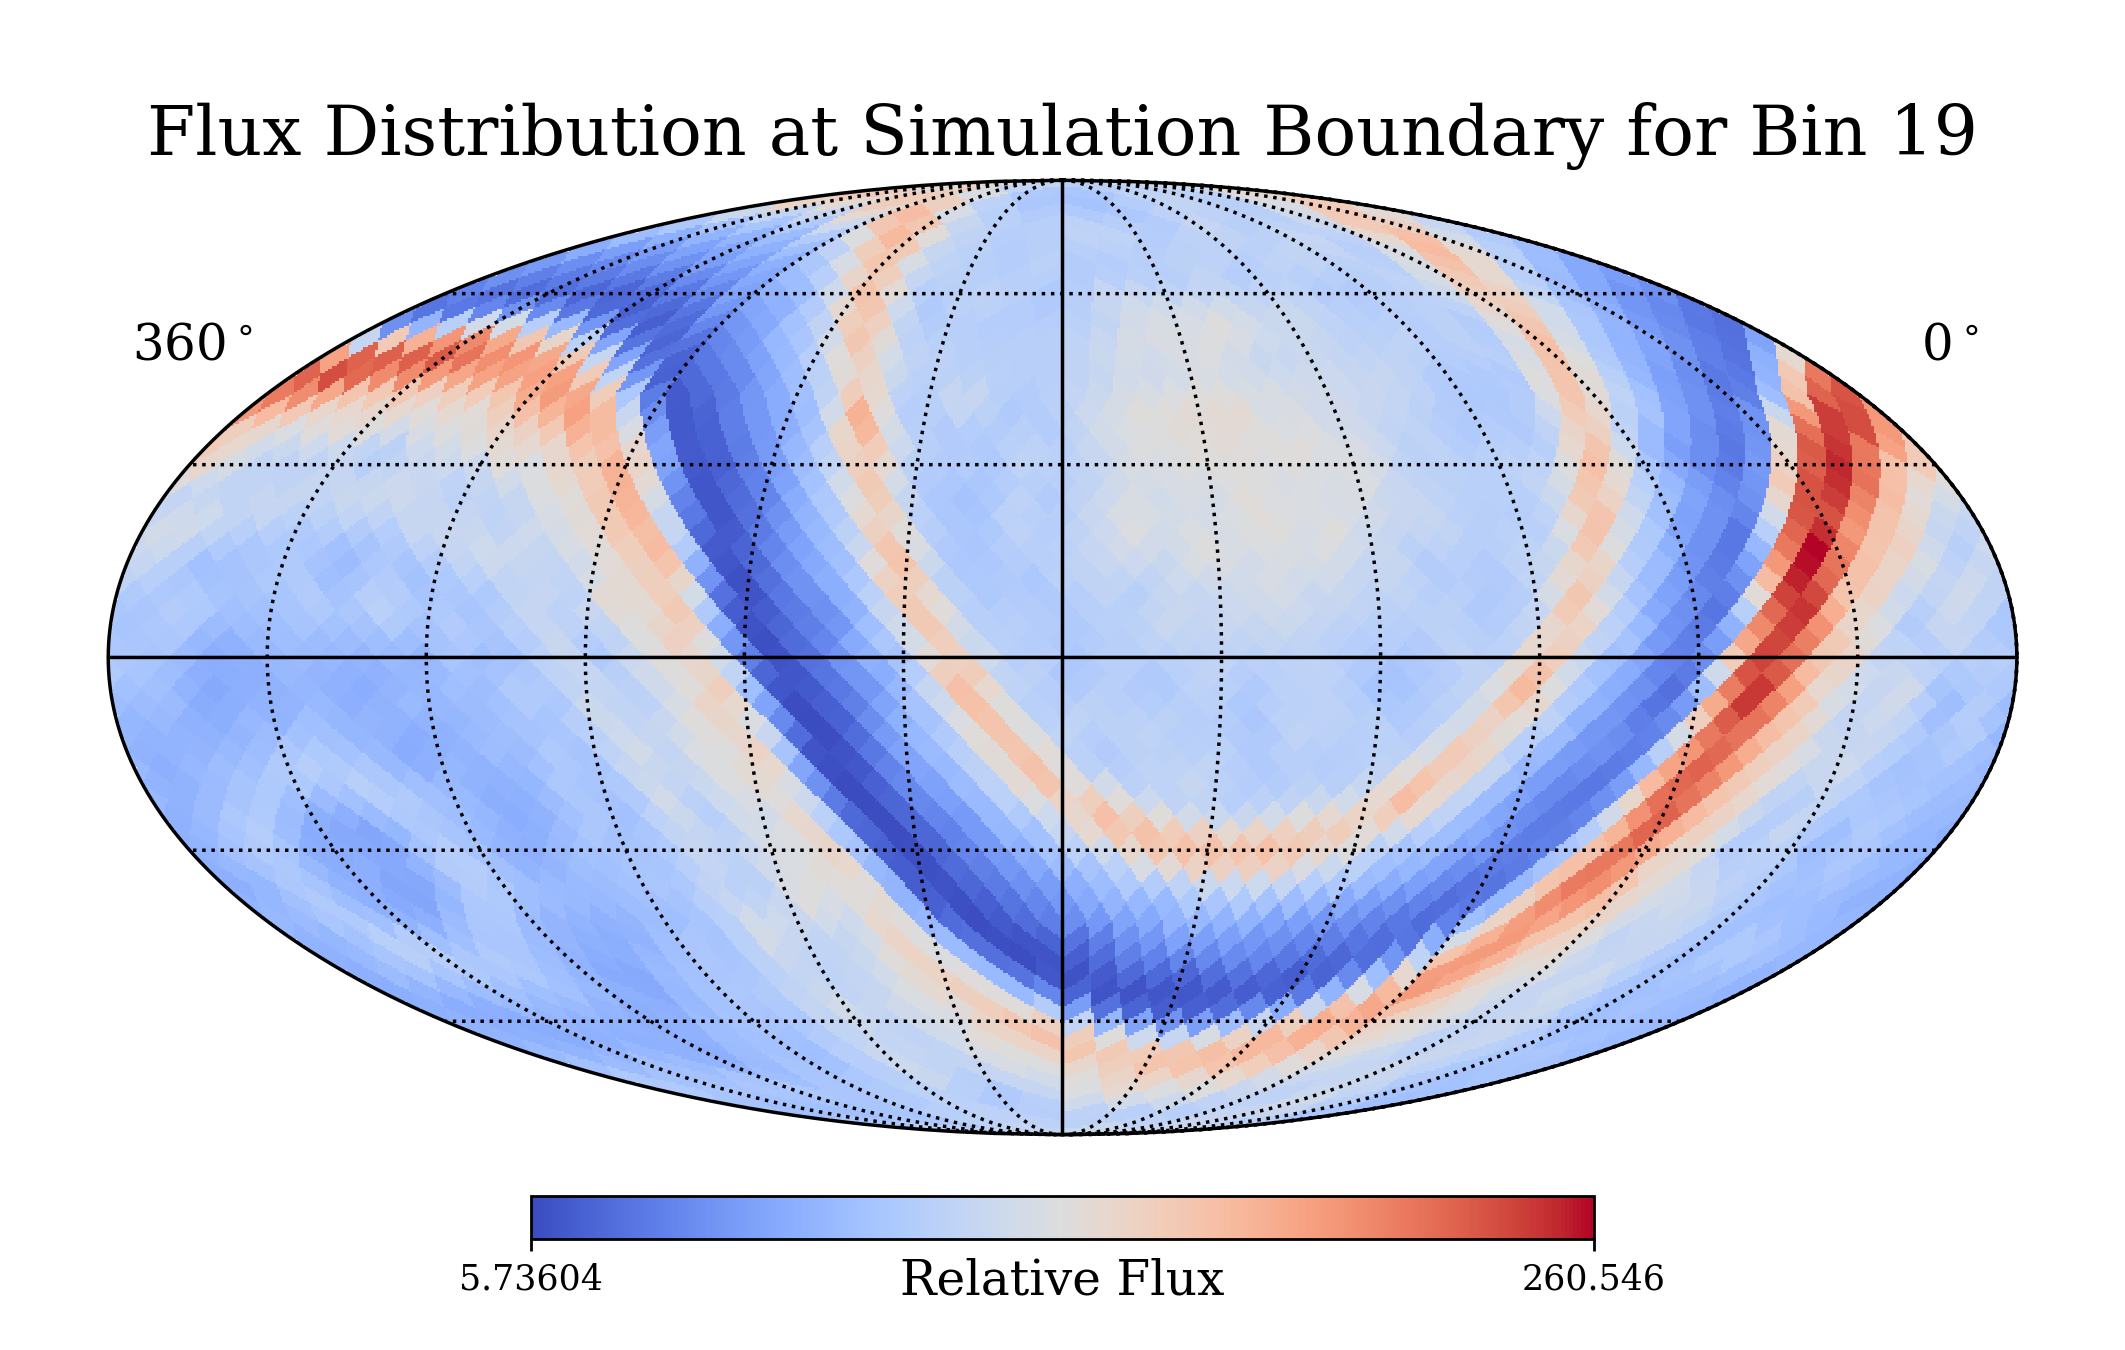 Flux Distribution at Simulation Boundary for Bin 19
360°
0°
5.73604
Relative Flux
260.546